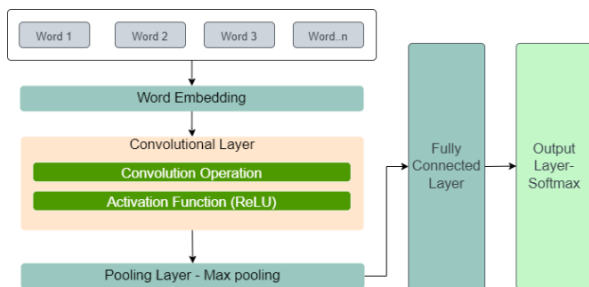 Word 1 Word 2 Word 3 Word..n
Word Embedding
Convolutional Layer
Convolution Operation
Activation Function (ReLU)
Pooling Layer - Max pooling
Fully
Connected
Layer
Output
Layer-
Softmax